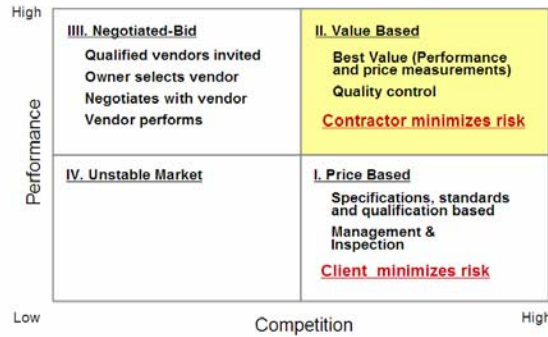 High
Performance
IIII. Negotiated-Bid
Qualified vendors invited
Owner selects vendor
Negotiates with vendor
Vendor performs
II. Value Based
Best Value (Performance
and price measurements)
Quality control
Contractor minimizes risk
IV. Unstable Market
I. Price Based
Specifications, standards
and qualification based
Management &
Inspection
Client minimizes risk
Low
Competition
High